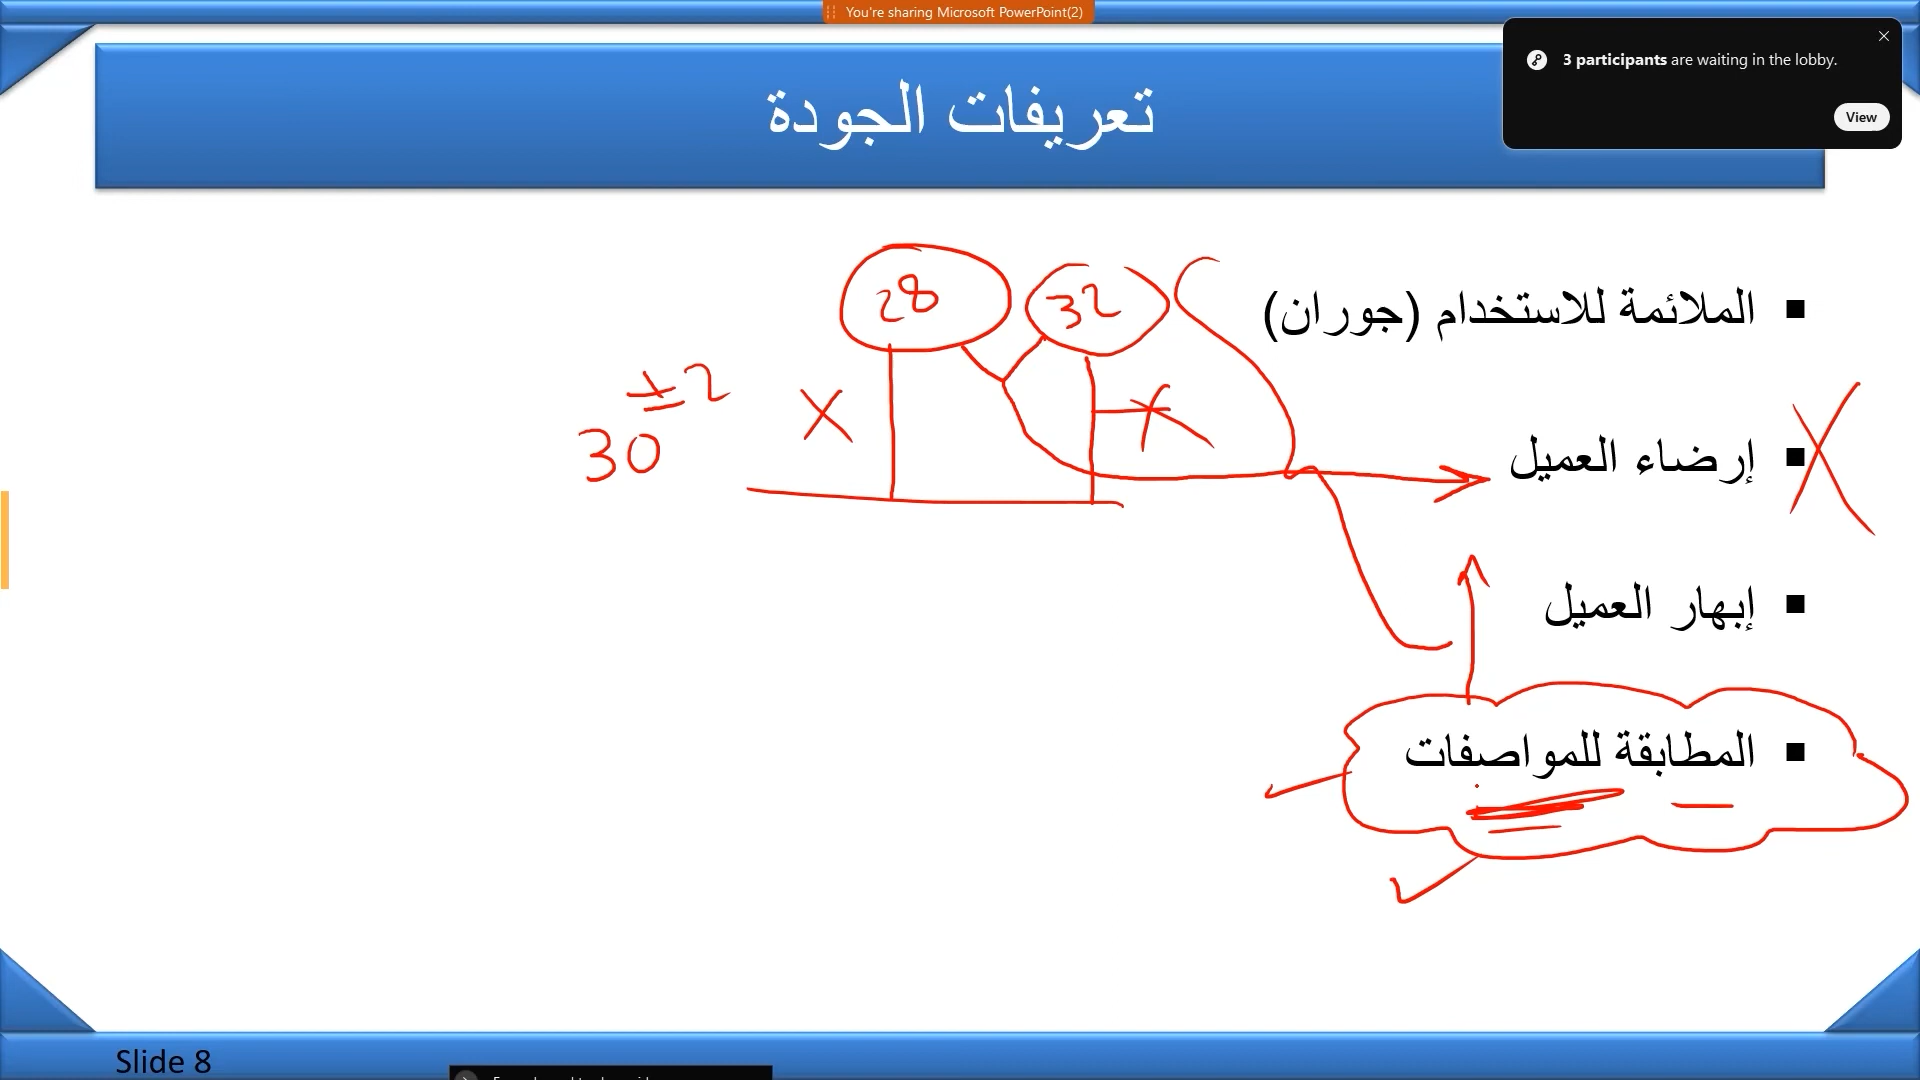 You're sharing Microsoft PowerPoint(2)
3 participants are waiting in the lobby.
View
تعريفات الجودة
28
32
الملائمة للاستخدام (جوران)
±2
30
إرضاء العميل
إبهار العميل
المطابقة للمواصفات
Slide 8